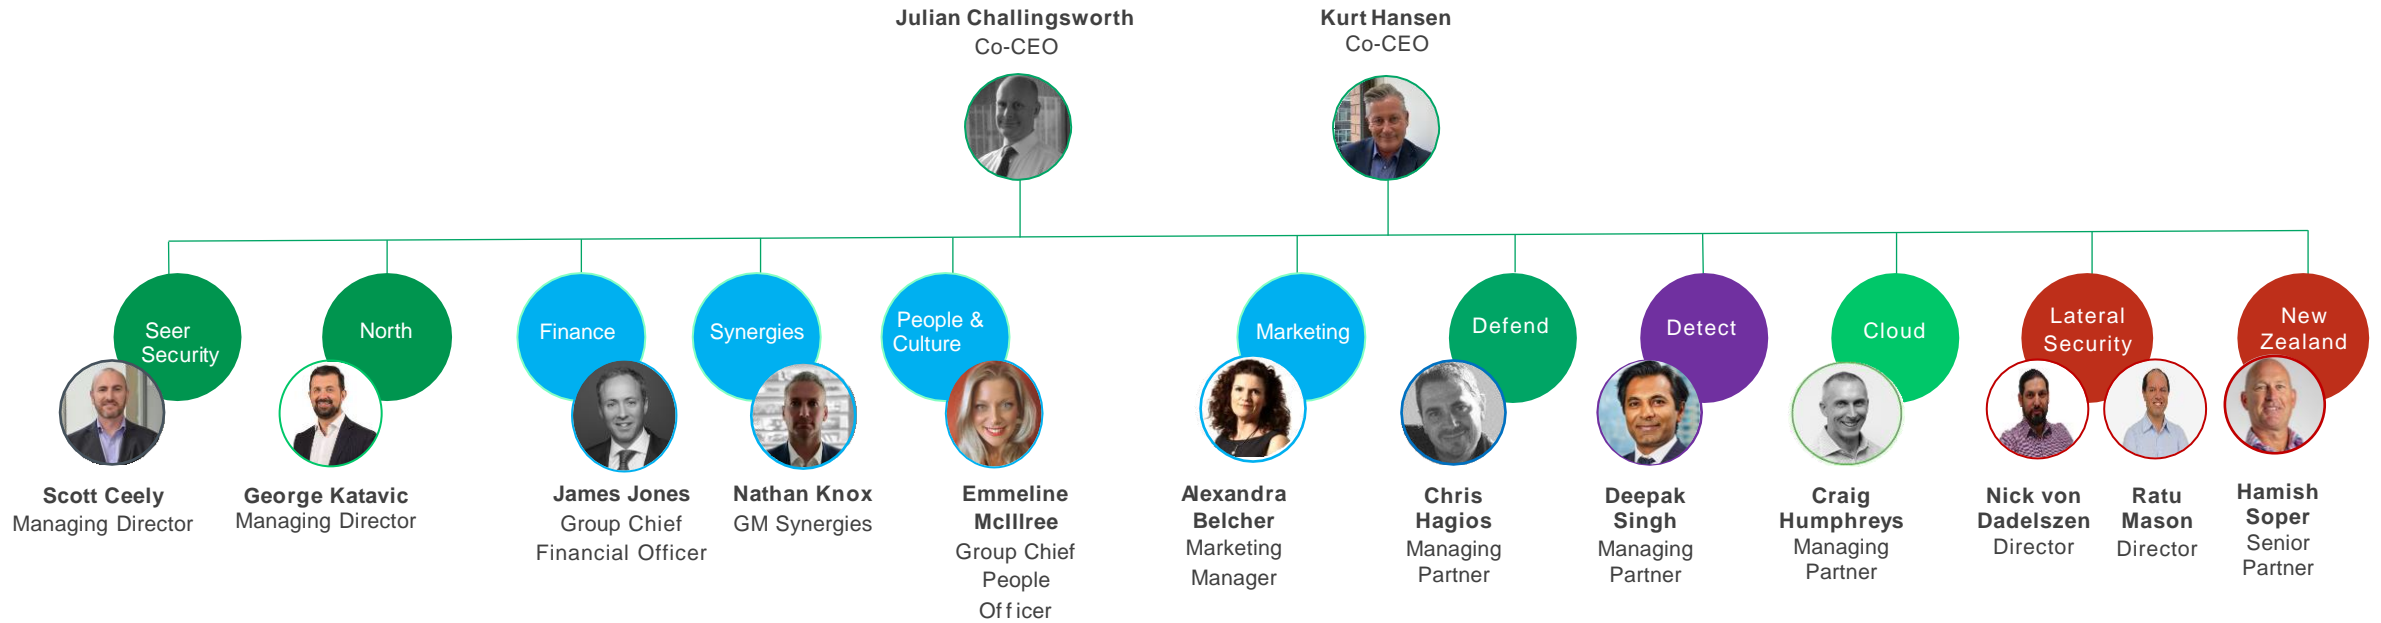 Julian Challingsworth
Co-CEO
Kurt Hansen
Co-CEO
Seer
Security
North
Finance
Synergies
People &
Culture
Marketing
Defend
Detect
Cloud
Lateral
Security
New
Zealand
Scott Ceely
Managing Director
George Katavic
Managing Director
James Jones
Group Chief
Financial Officer
Nathan Knox
GM Synergies
Emmeline
McIllree
Group Chief
People
Officer
Alexandra
Belcher
Marketing
Manager
Chris
Hagios
Managing
Partner
Deepak
Singh
Managing
Partner
Craig
Humphreys
Managing
Partner
Nick von
Dadelszen
Director
Ratu
Mason
Director
Hamish
Soper
Senior
Partner